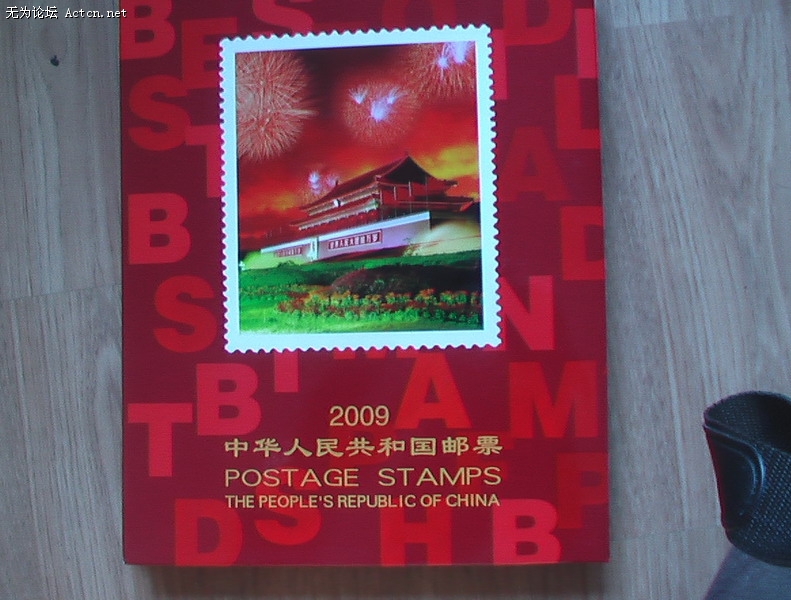 无为论坛 Actcn.net
2009
中华人民共和国邮票
POSTAGE STAMPS
THE PEOPLE'S REPUBLIC OF CHINA